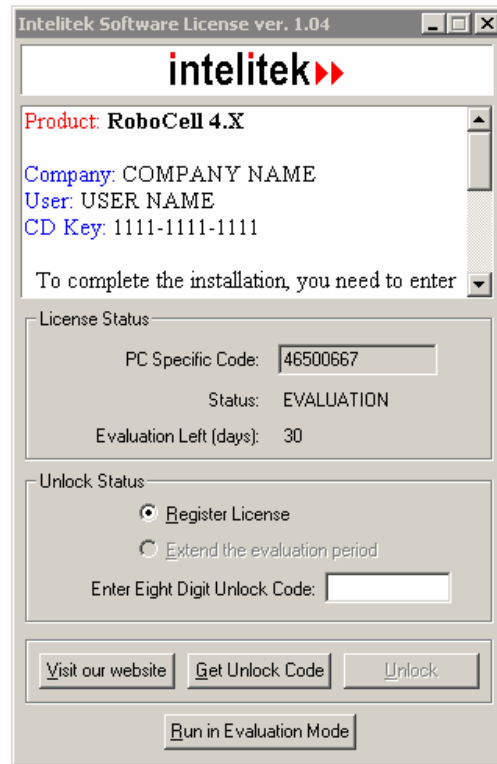 Intelitek Software License ver. 1.04
intelitek
Product: RoboCell 4.X
Company: COMPANY NAME
User: USER NAME
CD Key: 1111-1111-1111
To complete the installation, you need to enter
License Status
PC Specific Code: 46500667
Status: EVALUATION
Evaluation Left (days): 30
Unlock Status
Register License
Extend the evaluation period
Enter Eight Digit Unlock Code:
Visit our website Get Unlock Code Unlock
Run in Evaluation Mode